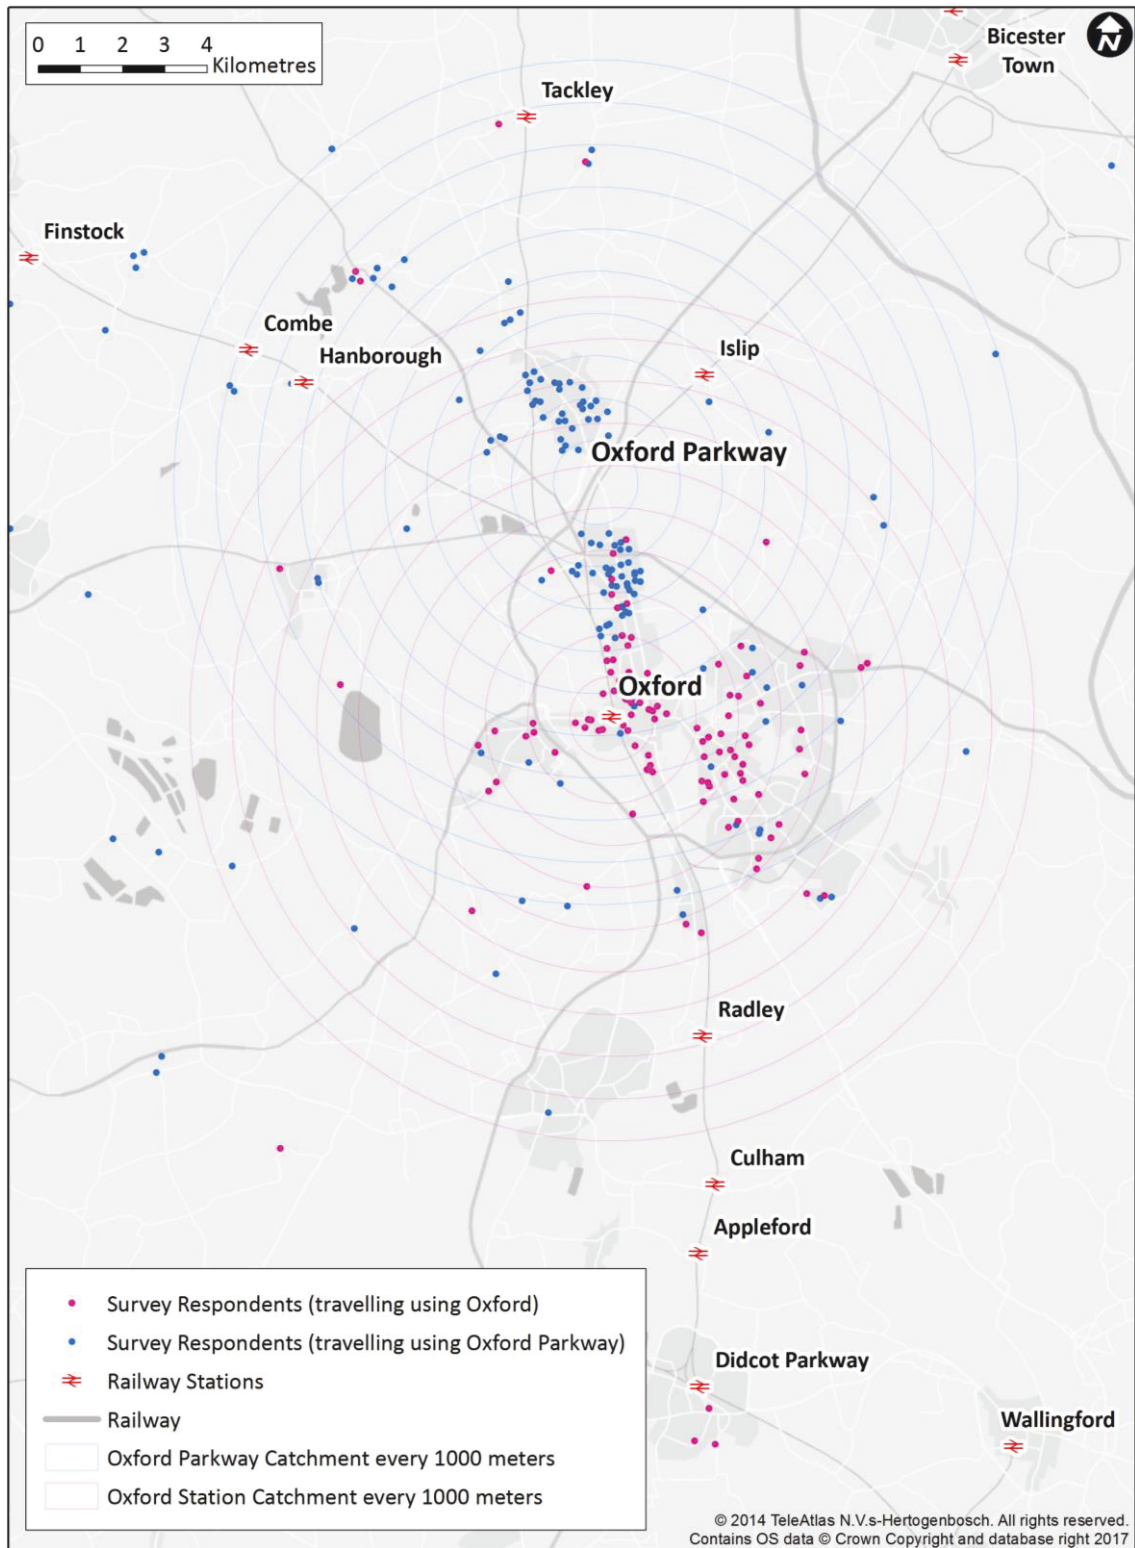 0 1 2 3 4
Kilometres
N
Bicester
Town
Tackley
Finstock
Combe
Hanborough
Islip
Oxford Parkway
Oxford
Radley
Culham
Appleford
Didcot Parkway
Wallingford
Survey Respondents (travelling using Oxford)
Survey Respondents (travelling using Oxford Parkway)
Railway Stations
Railway
Oxford Parkway Catchment every 1000 meters
Oxford Station Catchment every 1000 meters
© 2014 TeleAtlas N.V.s-Hertogenbosch. All rights reserved.
Contains OS data © Crown Copyright and database right 2017